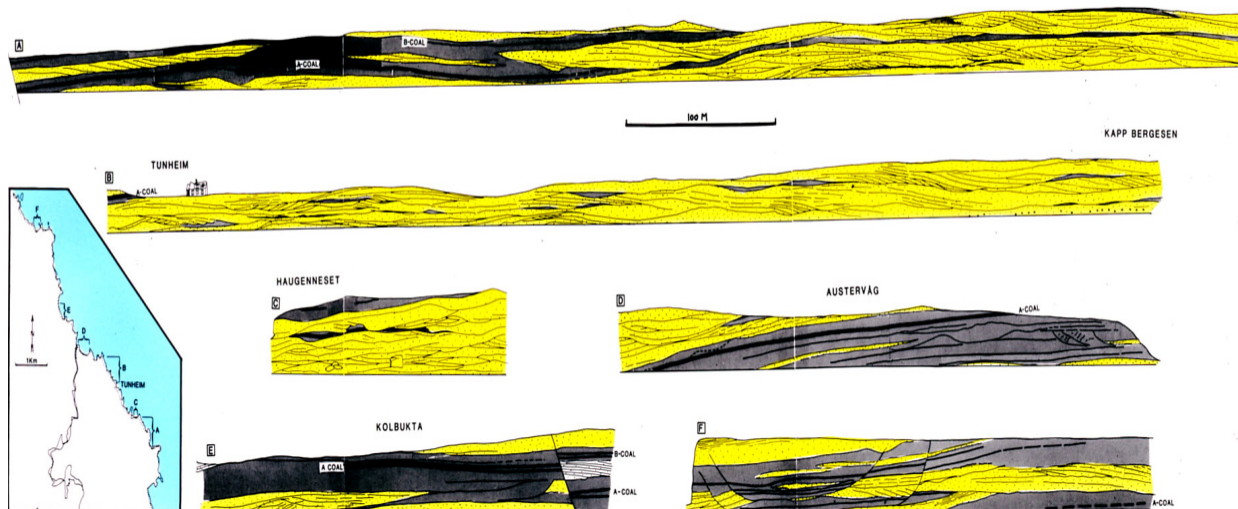 A
B-COAL
A-COAL
100 M
KAPP BERGESEN
TUNHEIM
B
A-COAL
F
E
D
B
TUNHEIM
C
A
1Km
HAUGENNESET
C
AUSTERVÅG
D
A-COAL
KOLBUKTA
E
A COAL
B-COAL
A-COAL
F
A-COAL